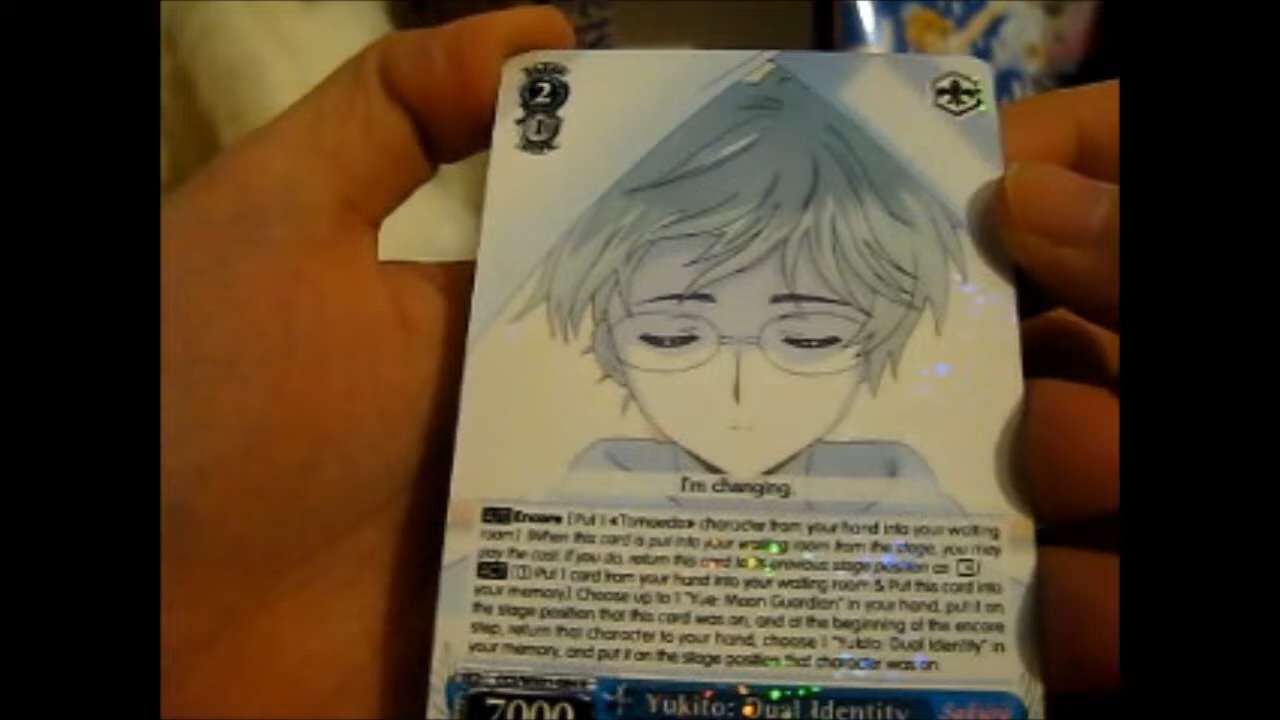 2
1
I'm changing.
AUT Encore [Put 1 «Tomoeda» character from your hand into your waiting
room] (When this card is put into your waiting room from the stage, you may
pay the cost. If you do, return this card to its previous stage position as
ACT [(1) Put 1 card from your hand into your waiting room & Put this card into
your memory] Choose up to 1 "Yue: Moon Guardian" in your hand, put it on
the stage position that this card was on, and at the beginning of the encore
step, return that character to your hand, choose 1 "Yukito: Dual Identity" in
your memory, and put it on the stage position that character was on.
7000
Yukito: Dual Identity
Sakura